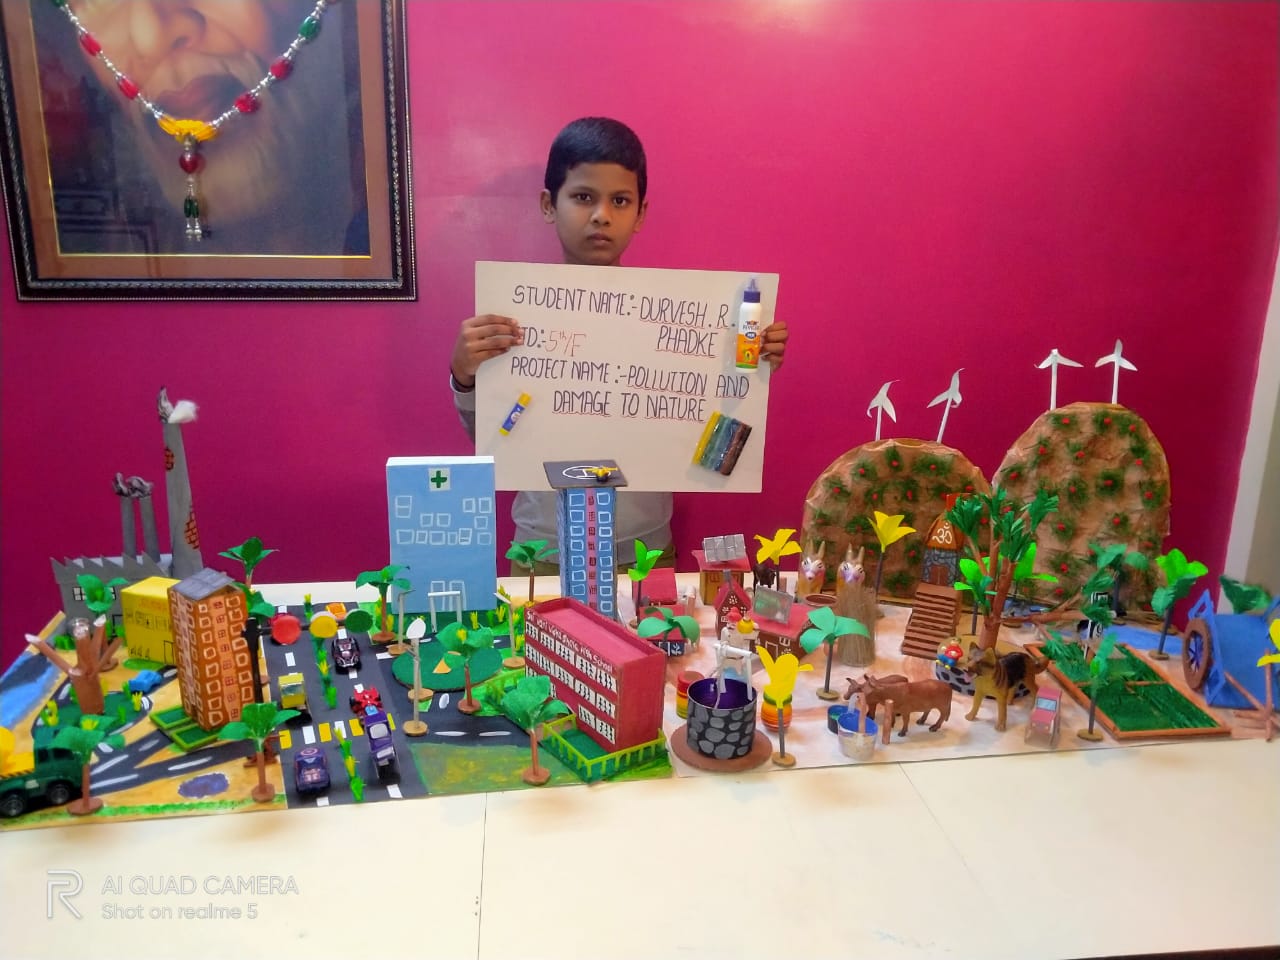 STUDENT NAME:-DURVESH.R.
PHADKE
TD:-5th/F
PROJECT NAME:-POLLUTION AND
DAMAGE TO NATURE
ॐ
AI QUAD CAMERA
Shot on realme 5